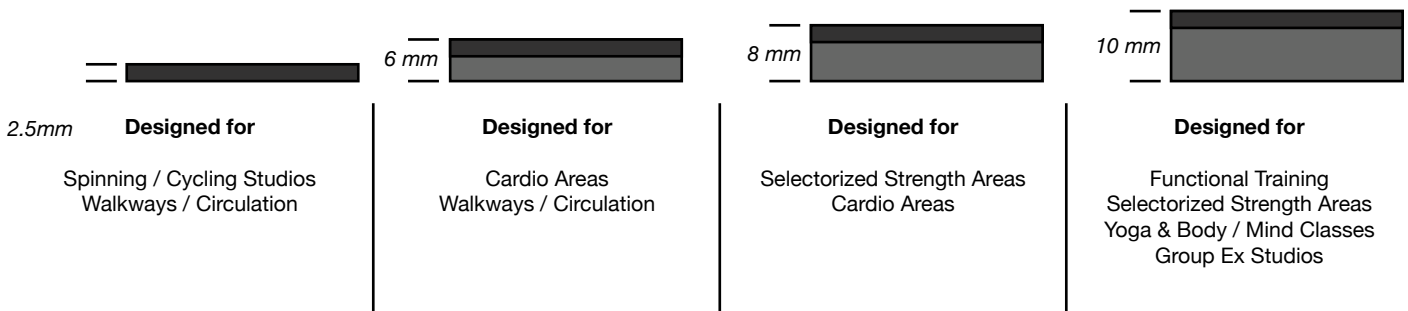 2.5mm
Designed for
Spinning / Cycling Studios
Walkways / Circulation
6 mm
Designed for
Cardio Areas
Walkways / Circulation
8 mm
Designed for
Selectorized Strength Areas
Cardio Areas
10 mm
Designed for
Functional Training
Selectorized Strength Areas
Yoga & Body / Mind Classes
Group Ex Studios